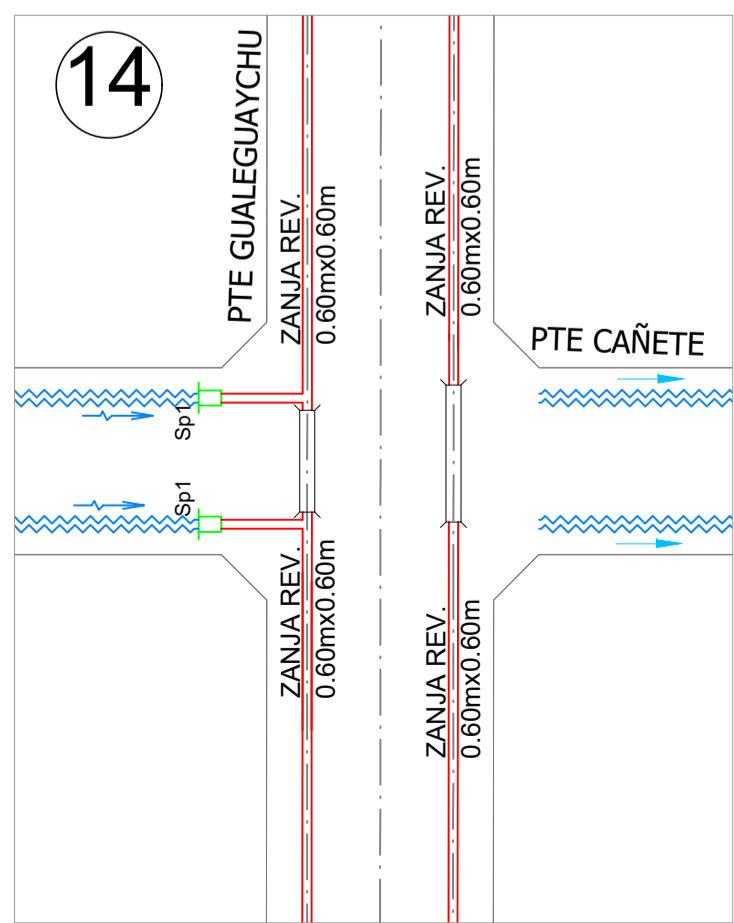 14
PTE GUALEGUAYCHU
ZANJA REV.
0.60mx0.60m
ZANJA REV.
0.60mx0.60m
PTE CAÑETE
Sp1
Sp1
ZANJA REV.
0.60mx0.60m
ZANJA REV.
0.60mx0.60m